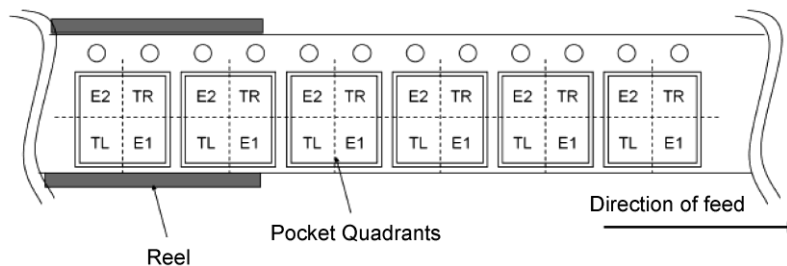 E2 TR E2 TR E2 TR E2 TR E2 TR E2 TR
TL E1 TL E1 TL E1 TL E1 TL E1 TL E1
Direction of feed
Pocket Quadrants
Reel